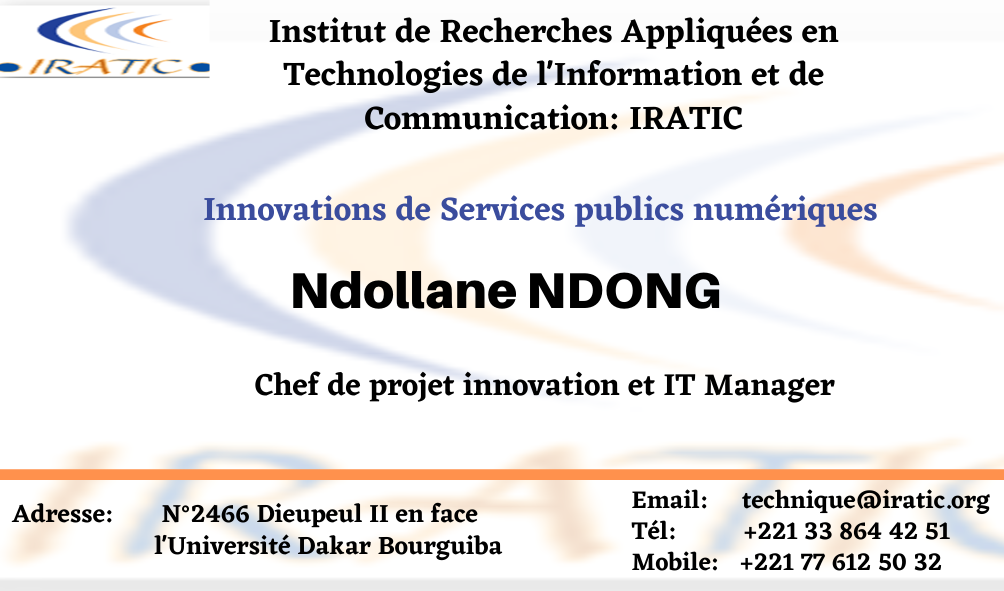 IRATIC
Institut de Recherches Appliquées en
Technologies de l'Information et de
Communication: IRATIC
Innovations de Services publics numériques
Ndollane NDONG
Chef de projet innovation et IT Manager
Adresse: N°2466 Dieupeul II en face
l'Université Dakar Bourguiba
Email: technique@iratic.org
Tél: +221 33 864 42 51
Mobile: +221 77 612 50 32
IRATIC